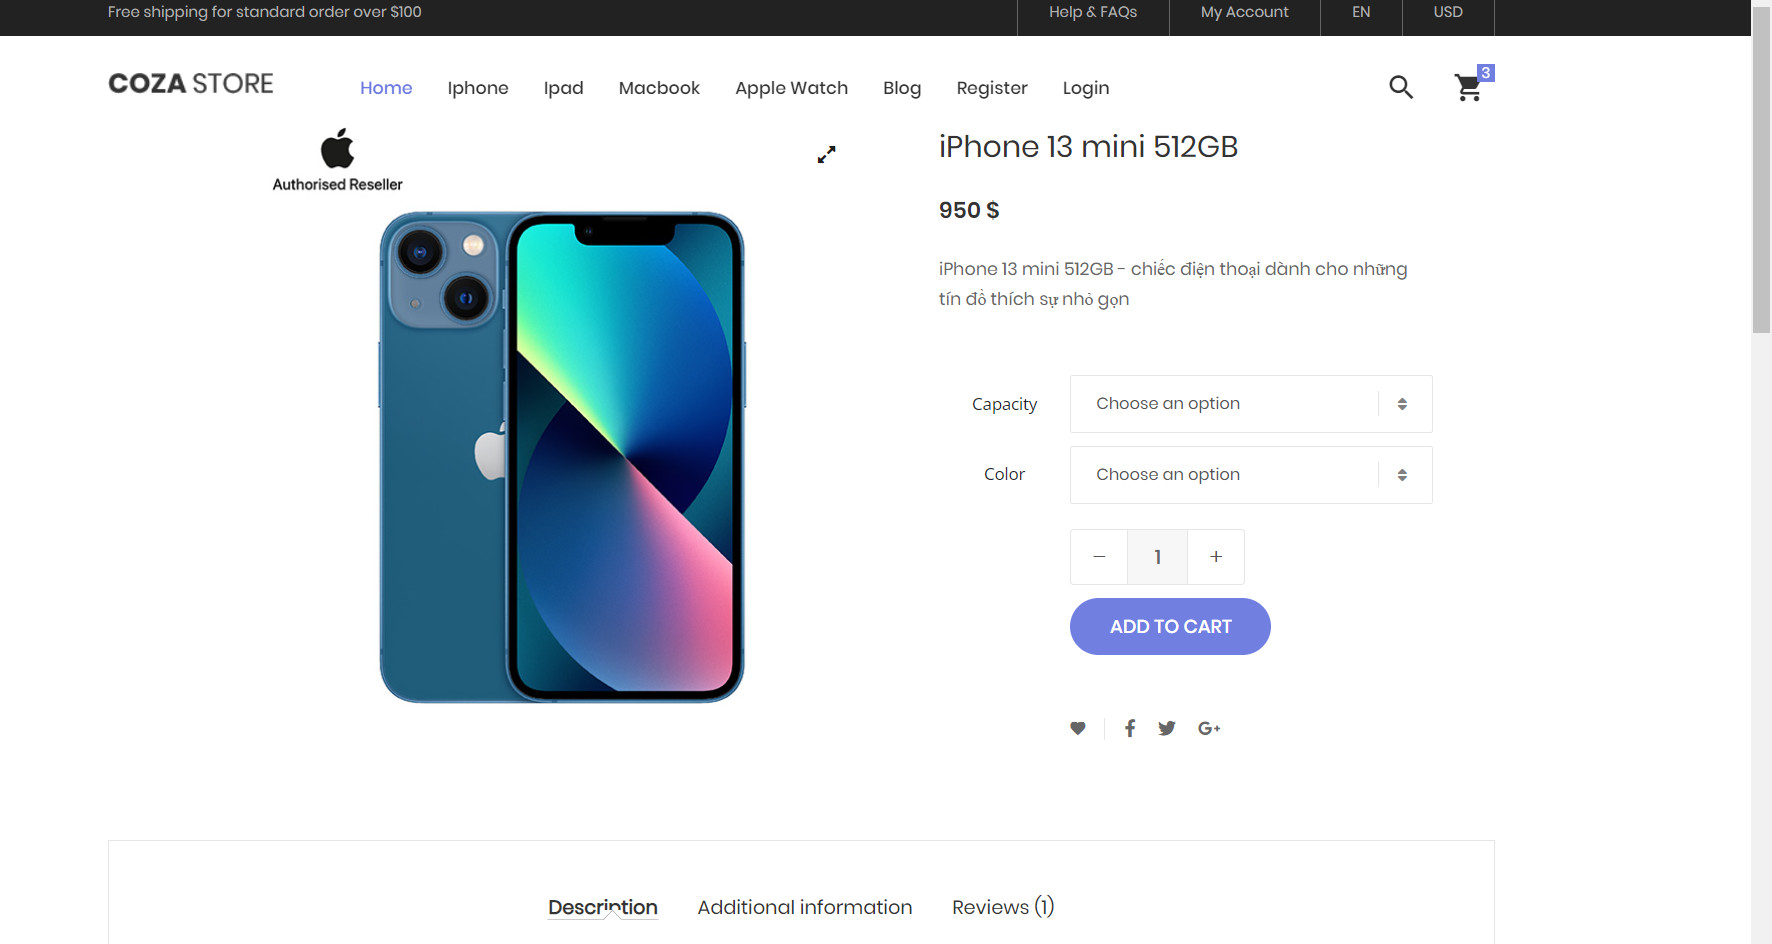 Free shipping for standard order over $100
Help & FAQs
My Account
EN
USD
COZA STORE
Home
Iphone
Ipad
Macbook
Apple Watch
Blog
Register
Login
3
Authorised Reseller
iPhone 13 mini 512GB
950 $
iPhone 13 mini 512GB - chiếc điện thoại dành cho những
tín đồ thích sự nhỏ gọn
Capacity
Choose an option
Color
Choose an option
−
1
+
ADD TO CART
G+
Description
Additional information
Reviews (1)